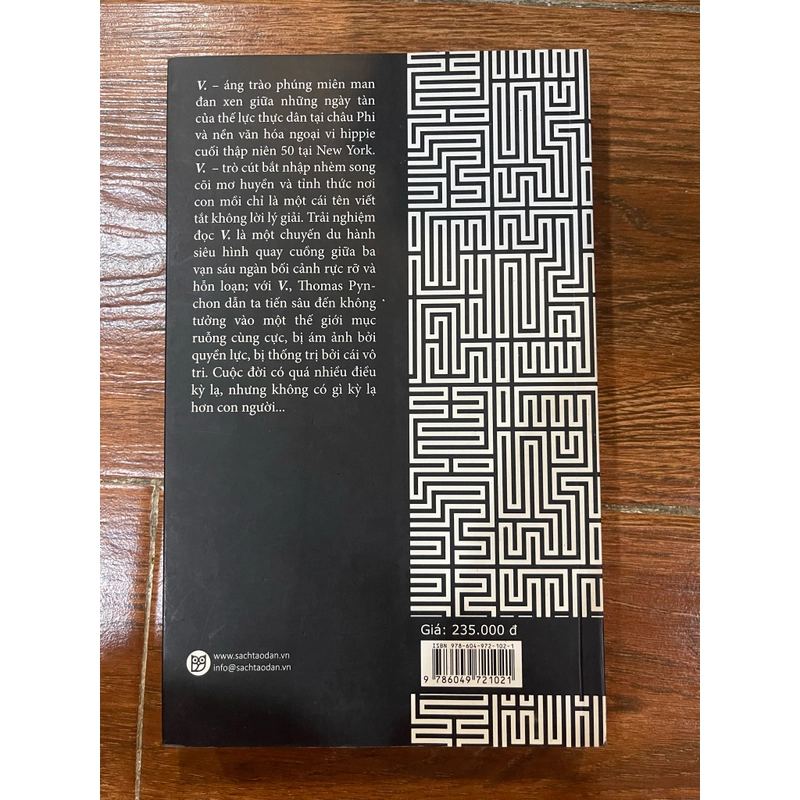 V. – áng trào phúng miên man
đan xen giữa những ngày tàn
của thế lực thực dân tại châu Phi
và nền văn hóa ngoại vi hippie
cuối thập niên 50 tại New York.
V. – trò cút bắt nhập nhèm song
cõi mơ huyền và tỉnh thức nơi
con mồi chỉ là một cái tên viết
tắt không lời lý giải. Trải nghiệm
đọc V. là một chuyến du hành
siêu hình quay cuồng giữa ba
vạn sáu ngàn bối cảnh rực rỡ và
hỗn loạn; với V., Thomas Pyn-
chon dẫn ta tiến sâu đến không
tưởng vào một thế giới mục
ruỗng cùng cực, bị ám ảnh bởi
quyền lực, bị thống trị bởi cái vô
tri. Cuộc đời có quá nhiều điều
kỳ lạ, nhưng không có gì kỳ lạ
hơn con người...
Giá: 235.000 đ
ISBN 978-604-972-102-1
9 786049 721021
www.sachtaodan.vn
info@sachtaodan.vn